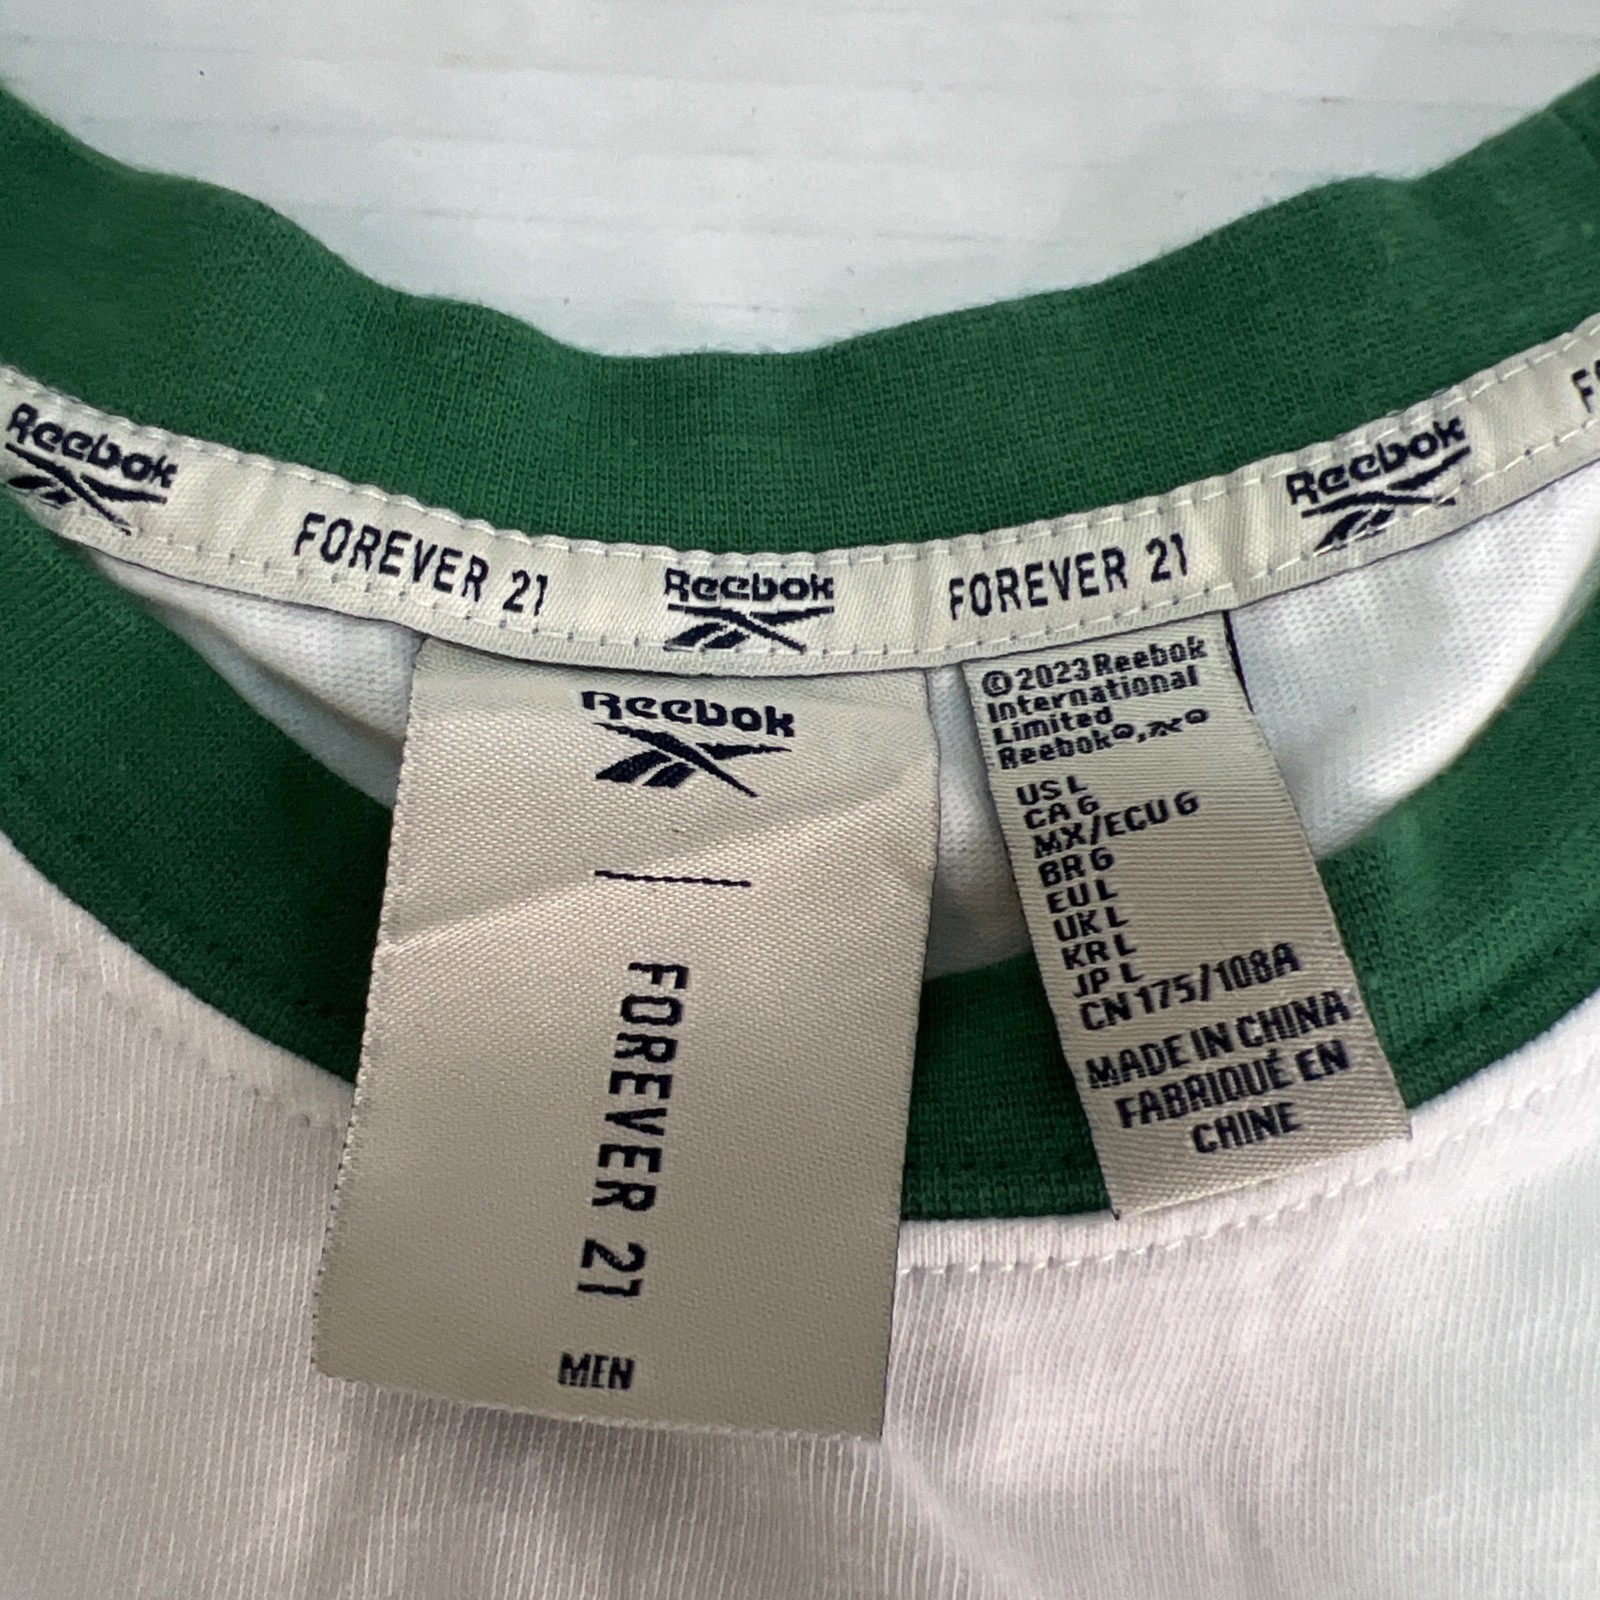 Reebok FOREVER 21 Reebok FOREVER 21 Reebok
Reebok
FOREVER 21
MEN
©2023 Reebok
International
Limited
Reebok®,
US L
CA G
MX/ECU G
BR G
EU L
UK L
KR L
JP L
CN 175/108A
MADE IN CHINA
FABRIQUÉ EN
CHINE